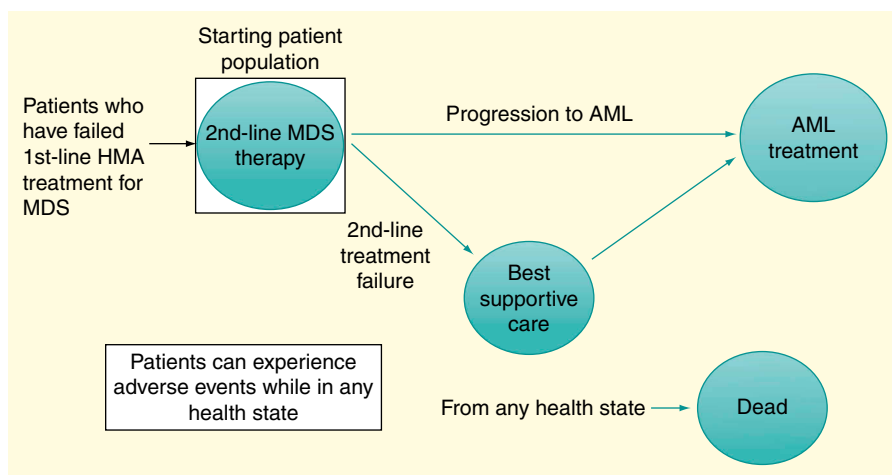 Starting patient
population
Patients who
have failed
1st-line HMA
treatment for
MDS
2nd-line MDS
therapy
Progression to AML
AML
treatment
2nd-line
treatment
failure
Best
supportive
care
Patients can experience
adverse events while in any
health state
From any health state
Dead